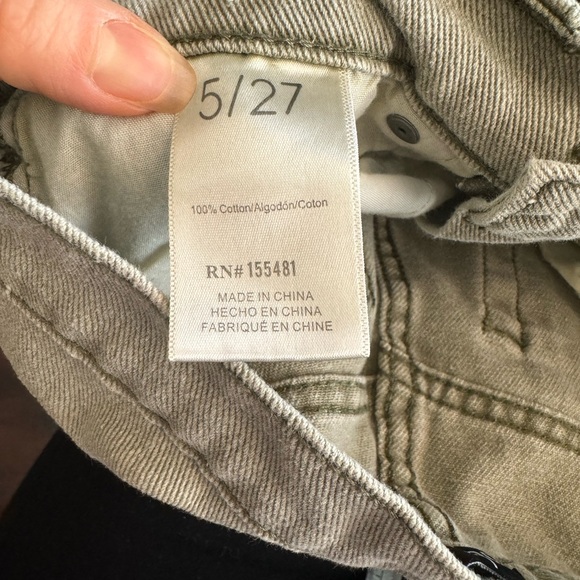 5/27
100% Cotton/Algodón/Coton
RN# 155481
MADE IN CHINA
HECHO EN CHINA
FABRIQUÉ EN CHINE